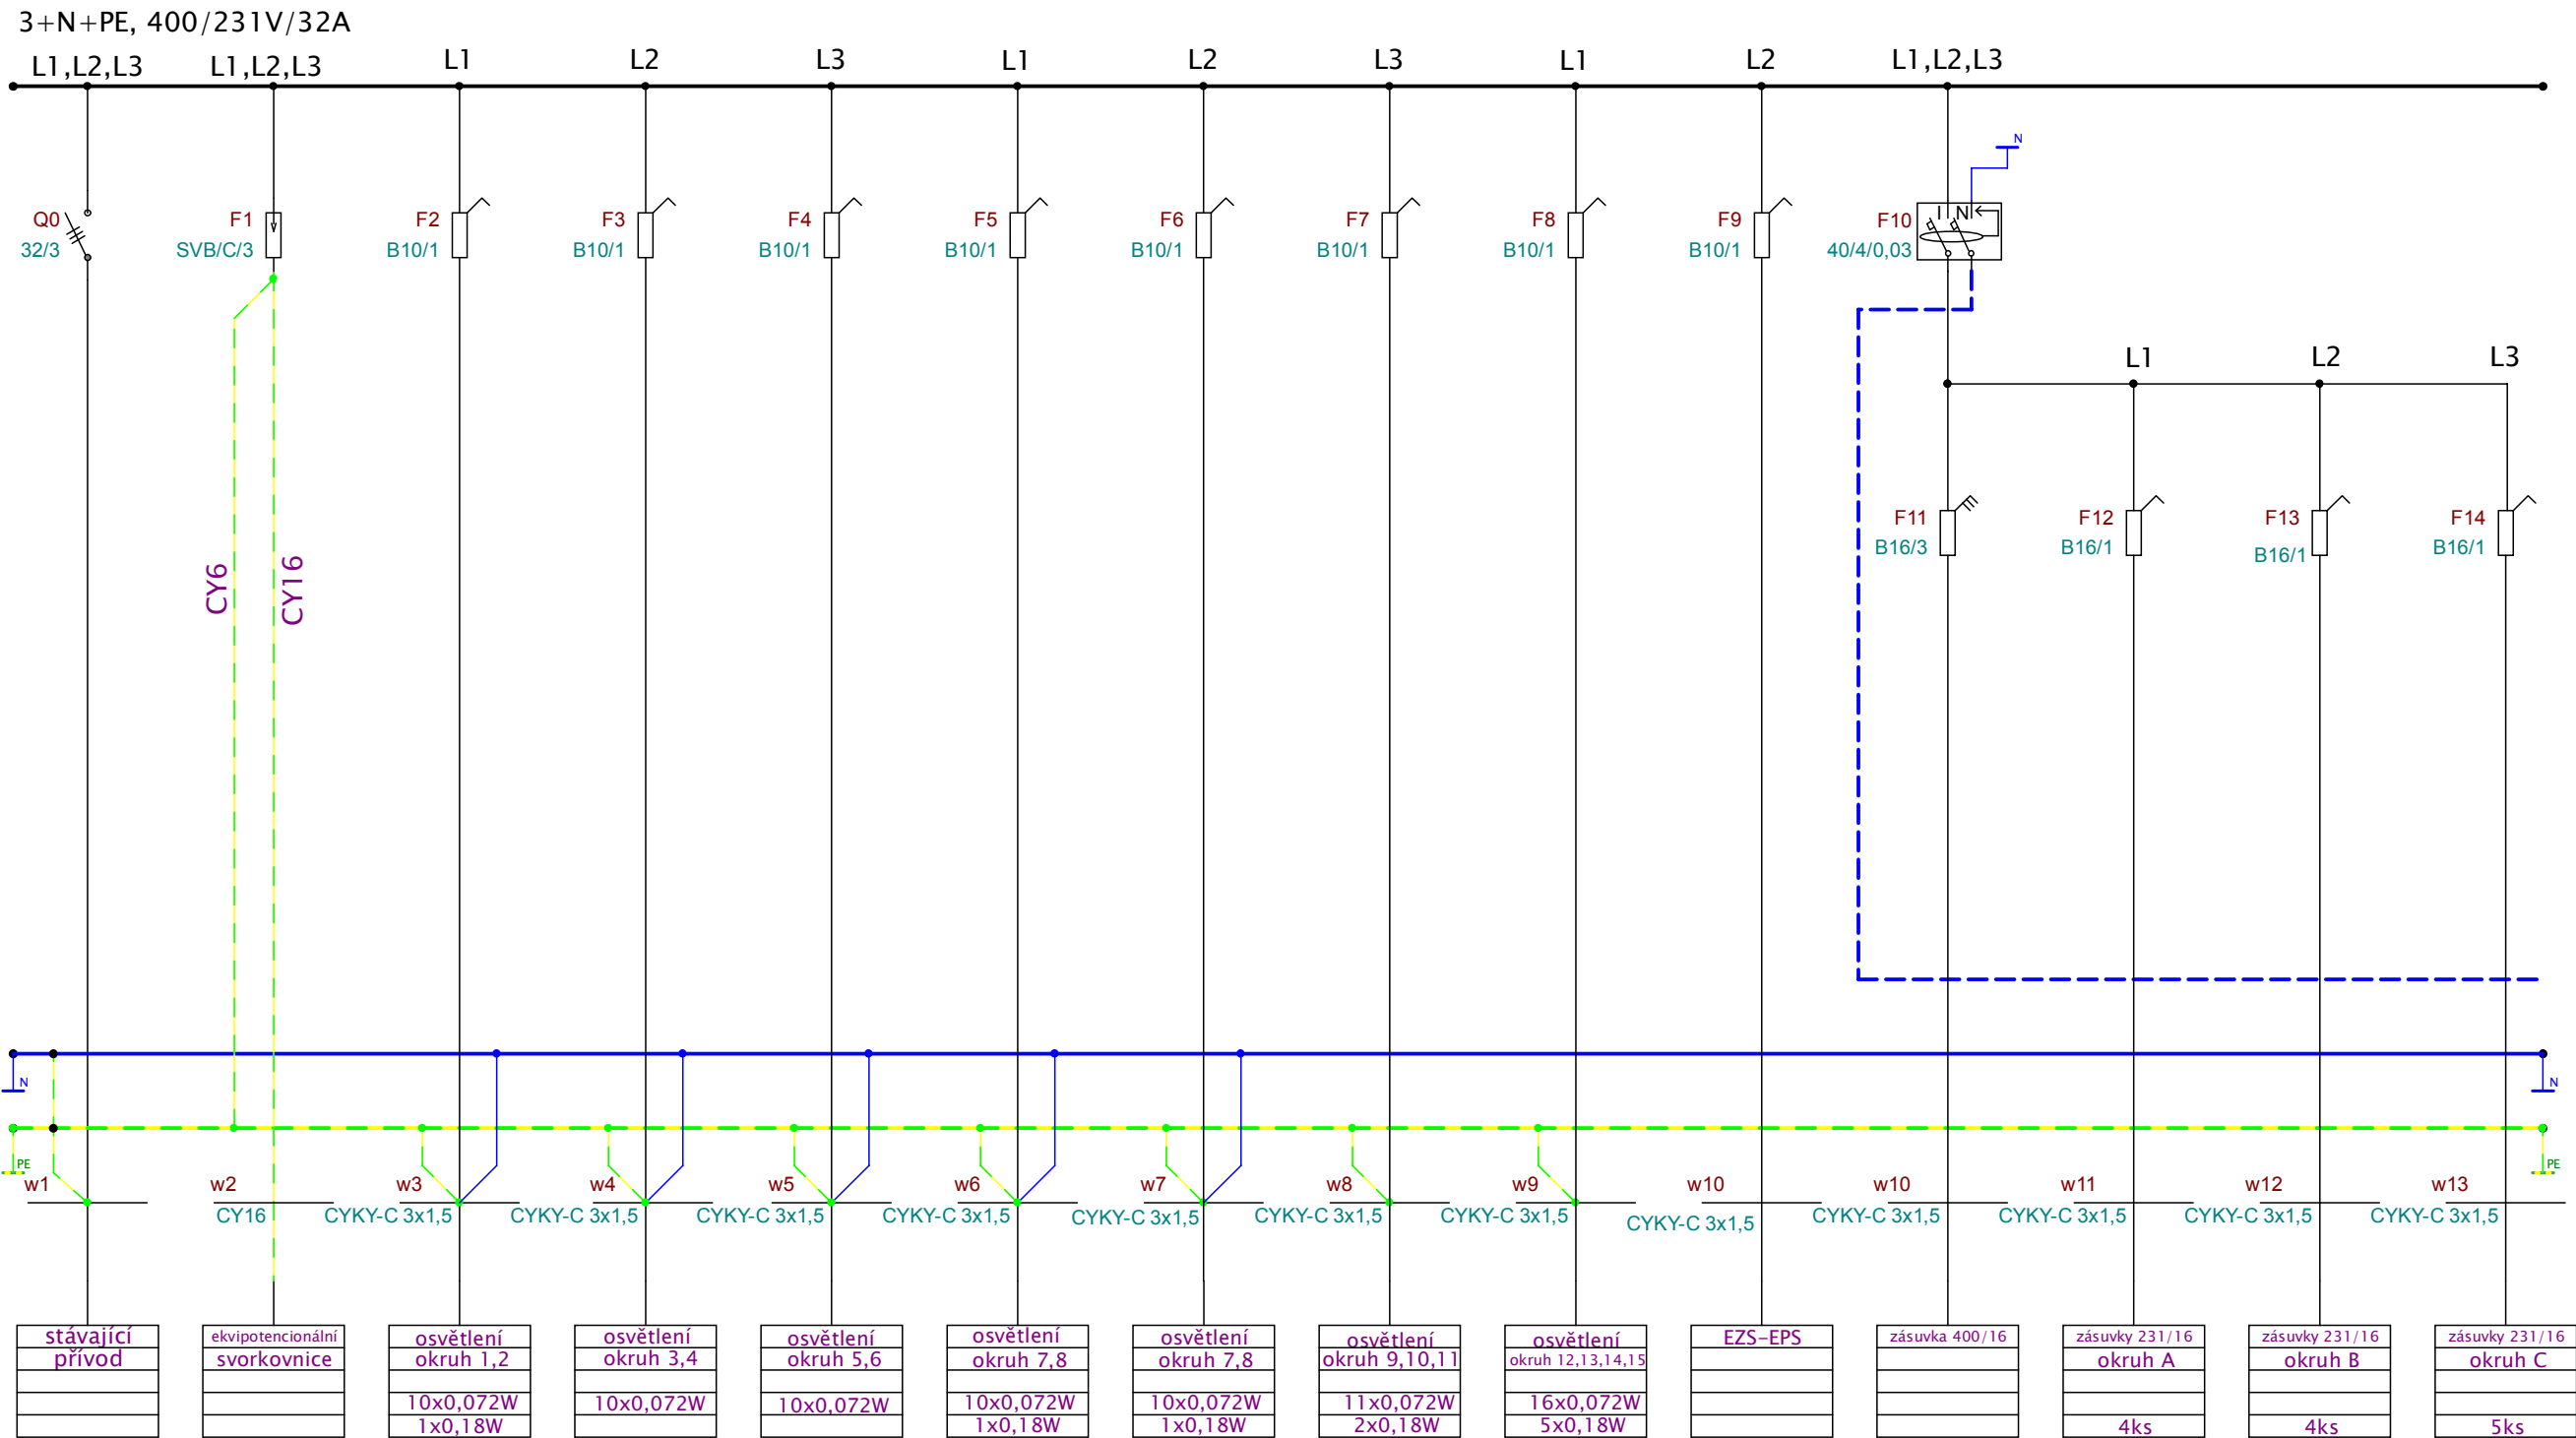 3+N+PE, 400/231V/32A
L1,L2,L3 L1,L2,L3 L1 L2 L3 L1 L2 L3 L1 L2 L1,L2,L3
N
Q0 F1 F2 F3 F4 F5 F6 F7 F8 F9 F10 I N
32/3 SVB/C/3 B10/1 B10/1 B10/1 B10/1 B10/1 B10/1 B10/1 B10/1 40/4/0,03
L1 L2 L3
F11 F12 F13 F14
B16/3 B16/1 B16/1 B16/1
CY6 CY16
N N
PE PE
w1 w2 w3 w4 w5 w6 w7 w8 w9 w10 w10 w11 w12 w13
CY16 CYKY-C 3x1,5 CYKY-C 3x1,5 CYKY-C 3x1,5 CYKY-C 3x1,5 CYKY-C 3x1,5 CYKY-C 3x1,5 CYKY-C 3x1,5 CYKY-C 3x1,5 CYKY-C 3x1,5 CYKY-C 3x1,5 CYKY-C 3x1,5 CYKY-C 3x1,5
stávající ekvipotencionální osvětlení osvětlení osvětlení osvětlení osvětlení osvětlení osvětlení EZS-EPS zásuvka 400/16 zásuvky 231/16 zásuvky 231/16 zásuvky 231/16
přívod svorkovnice okruh 1,2 okruh 3,4 okruh 5,6 okruh 7,8 okruh 7,8 okruh 9,10,11 okruh 12,13,14,15 okruh A okruh B okruh C
10x0,072W 10x0,072W 10x0,072W 10x0,072W 10x0,072W 11x0,072W 16x0,072W
1x0,18W 1x0,18W 1x0,18W 2x0,18W 5x0,18W 4ks 4ks 5ks